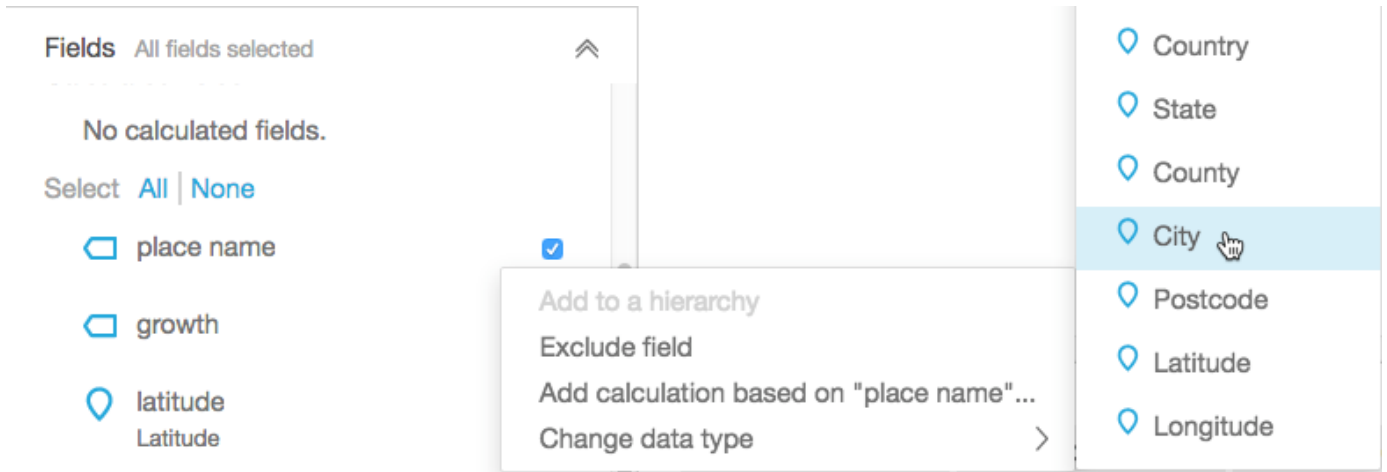 Fields All fields selected
No calculated fields.
Select All | None
place name
growth
latitude
Latitude
Add to a hierarchy
Exclude field
Add calculation based on "place name"...
Change data type
Country
State
County
City
Postcode
Latitude
Longitude